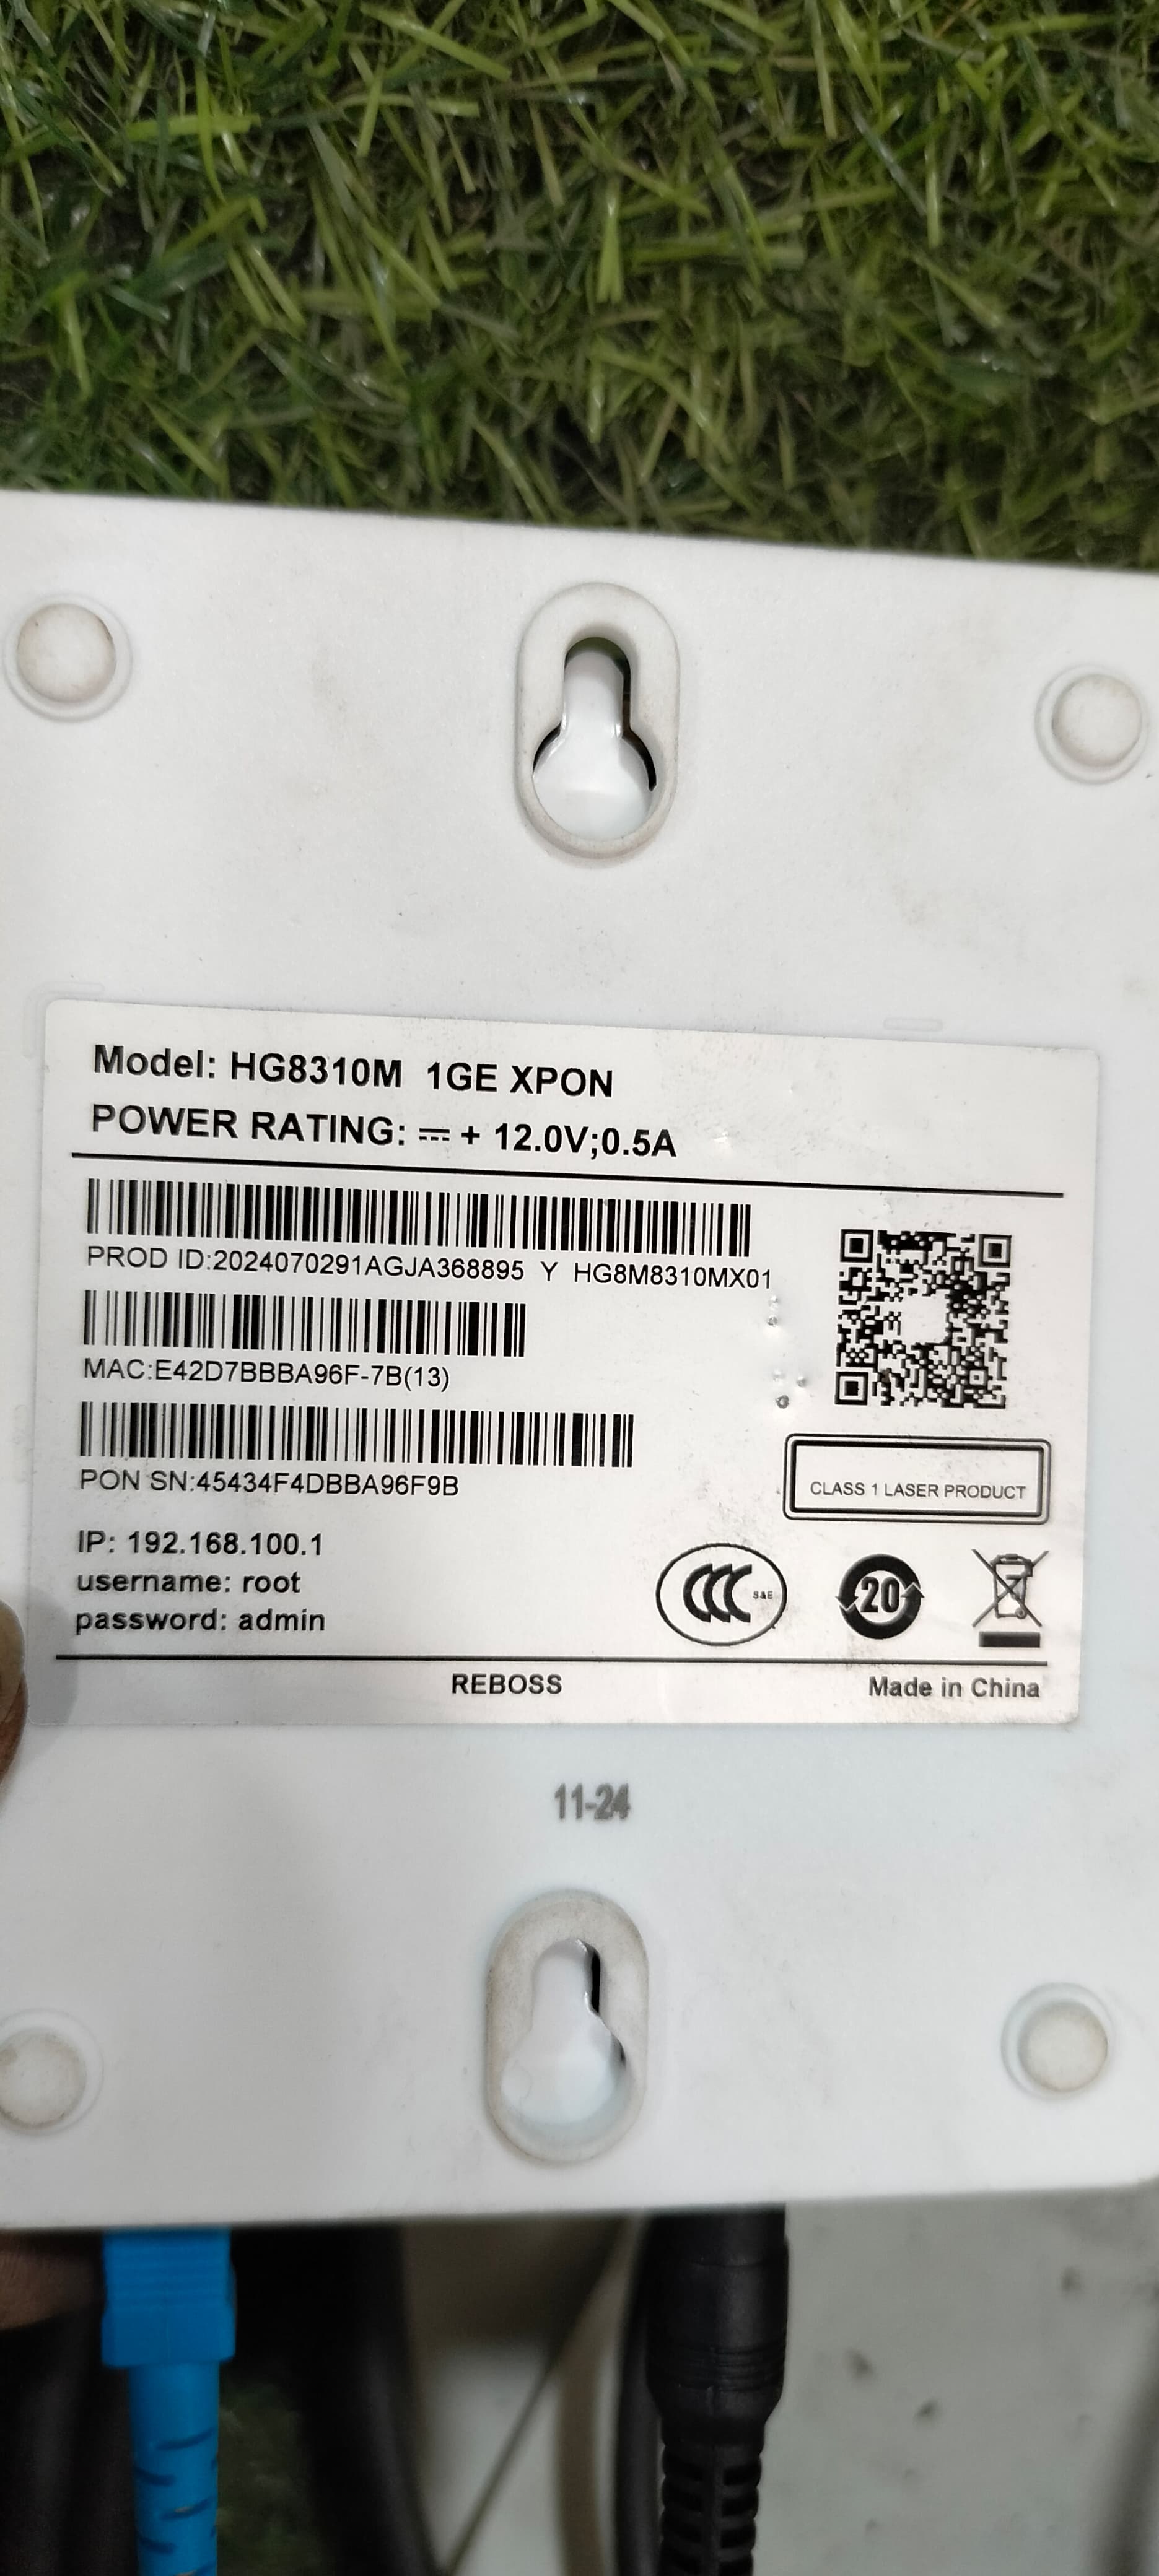 Model: HG8310M 1GE XPON
POWER RATING: ⎓ + 12.0V;0.5A
PROD ID:2024070291AGJA368895 Y HG8M8310MX01
MAC:E42D7BBBA96F-7B(13)
PON SN:45434F4DBBA96F9B
CLASS 1 LASER PRODUCT
IP: 192.168.100.1
username: root
password: admin
CCC S&E
20
REBOSS
Made in China
11-24